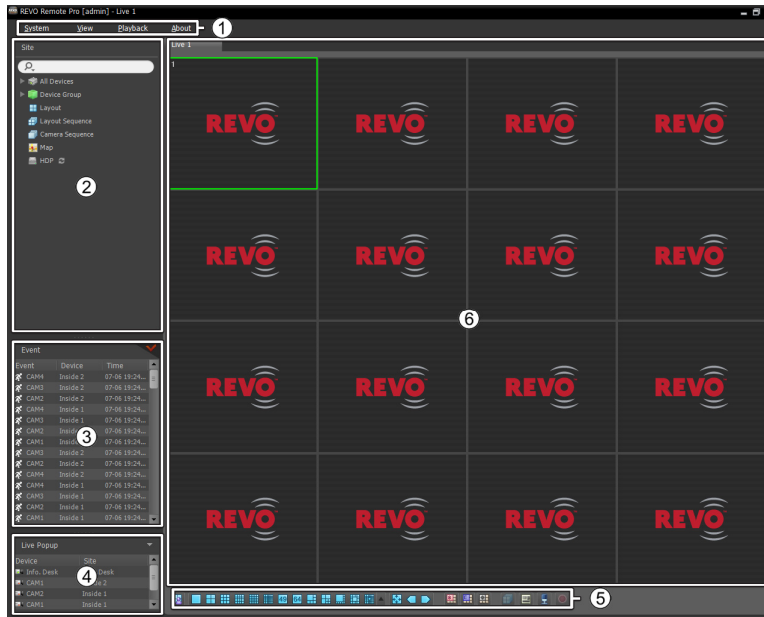 REVO Remote Pro [admin] - Live 1
System View Playback About
1
Site
All Devices
Device Group
Layout
Layout Sequence
Camera Sequence
Map
HDP
2
Event
Event Device Time
CAM4 Inside 2 07-06 19:24...
CAM3 Inside 2 07-06 19:24...
CAM2 Inside 2 07-06 19:24...
CAM4 Inside 1 07-06 19:24...
CAM3 Inside 1 07-06 19:24...
CAM2 Inside 1 07-06 19:24...
CAM1 07-06 19:24...
CAM3 Inside 2 07-06 19:24...
CAM2 Inside 2 07-06 19:24...
CAM4 Inside 2 07-06 19:24...
CAM4 Inside 1 07-06 19:24...
CAM3 Inside 1 07-06 19:24...
CAM2 Inside 1 07-06 19:24...
CAM1 Inside 1 07-06 19:24...
3
Live Popup
Device Site
Info. Desk Desk
CAM1 2
CAM2 Inside 1
CAM1 Inside 1
4
Live 1
1
REVO REVO REVO REVO
REVO REVO REVO REVO
6
REVO REVO REVO REVO
REVO REVO REVO REVO
49 64
5